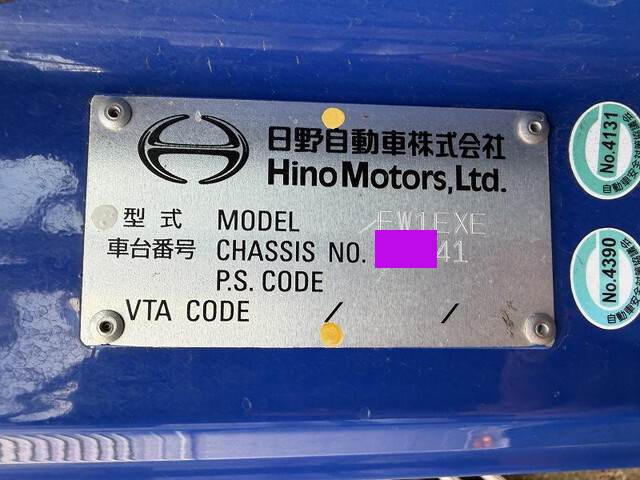 日野自動車株式会社
Hino Motors, Ltd.
型式 MODEL FW1EXE
車台番号 CHASSIS NO. 41
P.S. CODE
VTA CODE / /
No.4131
No.4390